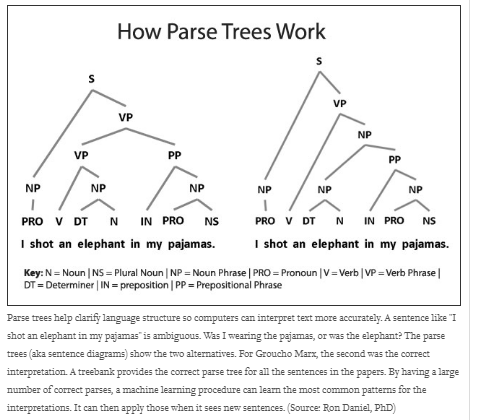 How Parse Trees Work
S
VP
VP PP
NP NP NP
PRO V DT N IN PRO NS
I shot an elephant in my pajamas.
S
VP
NP
PP
NP NP NP
PRO V DT N IN PRO NS
I shot an elephant in my pajamas.
Key: N = Noun | NS = Plural Noun | NP = Noun Phrase | PRO = Pronoun | V = Verb | VP = Verb Phrase |
DT = Determiner | IN = preposition | PP = Prepositional Phrase
Parse trees help clarify language structure so computers can interpret text more accurately. A sentence like "I
shot an elephant in my pajamas" is ambiguous. Was I wearing the pajamas, or was the elephant? The parse
trees (aka sentence diagrams) show the two alternatives. For Groucho Marx, the second was the correct
interpretation. A treebank provides the correct parse tree for all the sentences in the papers. By having a large
number of correct parses, a machine learning procedure can learn the most common patterns for the
interpretations. It can then apply those when it sees new sentences. (Source: Ron Daniel, PhD)